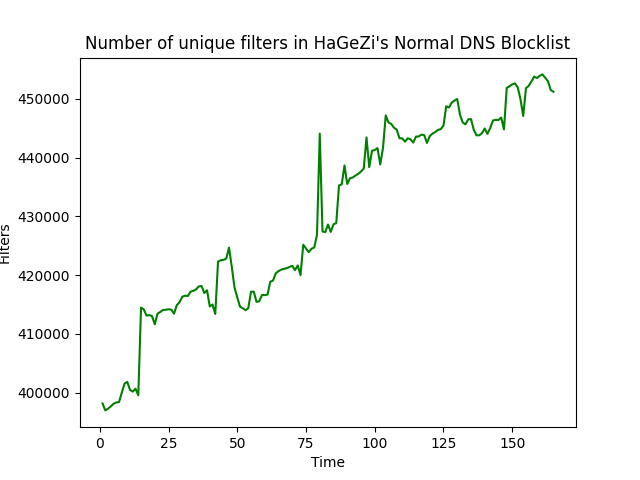 Number of unique filters in HaGeZi's Normal DNS Blocklist
450000
440000
430000
420000
410000
400000
Filters
0 25 50 75 100 125 150
Time